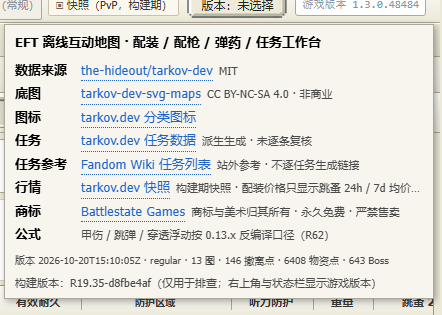 (常规)
快照 (PvP，构建期)
版本：未选择
游戏版本 1.3.0.48484
EFT 离线互动地图 · 配装 / 配枪 / 弹药 / 任务工作台
数据来源 the-hideout/tarkov-dev MIT
底图 tarkov-dev-svg-maps CC BY-NC-SA 4.0 · 非商业
图标 tarkov.dev 分类图标
任务 tarkov.dev 任务数据 派生生成 · 未逐条复核
任务参考 Fandom Wiki 任务列表 站外参考 · 不逐任务生成链接
行情 tarkov.dev 快照 构建期快照 · 配装价格只显示跳蚤 24h / 7d 均价…
商标 Battlestate Games 商标与美术归其所有 · 永久免费 · 严禁售卖
公式 甲伤 / 跳弹 / 穿透浮动按 0.13.x 反编译口径（R62）
版本 2026-10-20T15:10:05Z · regular · 13 图 · 146 撤离点 · 6408 物资点 · 643 Boss
构建版本：R19.35-d8fbe4af（仅用于排查；右上角与状态栏显示游戏版本）
有效耐久 防护区域 听力防护 重量 跳蚤 2